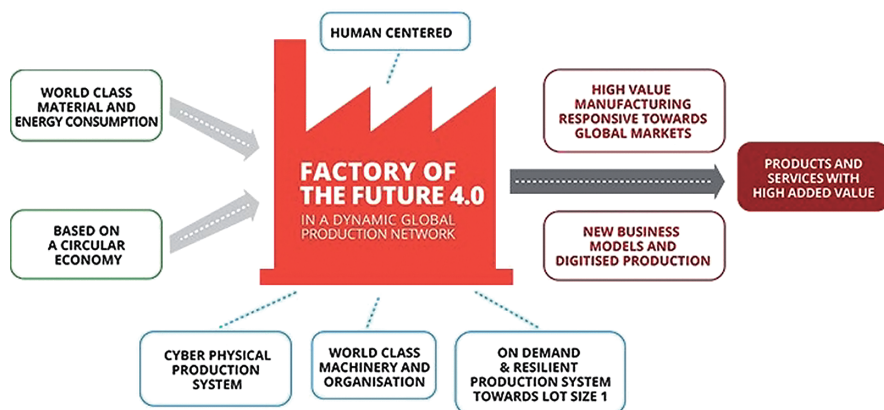 HUMAN CENTERED
WORLD CLASS
MATERIAL AND
ENERGY CONSUMPTION
BASED ON
A CIRCULAR
ECONOMY
FACTORY OF
THE FUTURE 4.0
IN A DYNAMIC GLOBAL
PRODUCTION NETWORK
HIGH VALUE
MANUFACTURING
RESPONSIVE TOWARDS
GLOBAL MARKETS
NEW BUSINESS
MODELS AND
DIGITISED PRODUCTION
PRODUCTS AND
SERVICES WITH
HIGH ADDED VALUE
CYBER PHYSICAL
PRODUCTION
SYSTEM
WORLD CLASS
MACHINERY AND
ORGANISATION
ON DEMAND
& RESILIENT
PRODUCTION SYSTEM
TOWARDS LOT SIZE 1